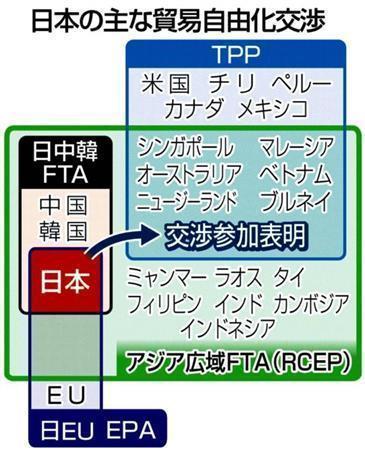 日本の主な貿易自由化交渉
TPP
米国 チリ ペルー
カナダ メキシコ
日中韓
FTA
シンガポール マレーシア
オーストラリア ベトナム
ニュージーランド ブルネイ
中国
韓国
交渉参加表明
日本
ミャンマー ラオス タイ
フィリピン インド カンボジア
インドネシア
アジア広域FTA(RCEP)
EU
日EU EPA